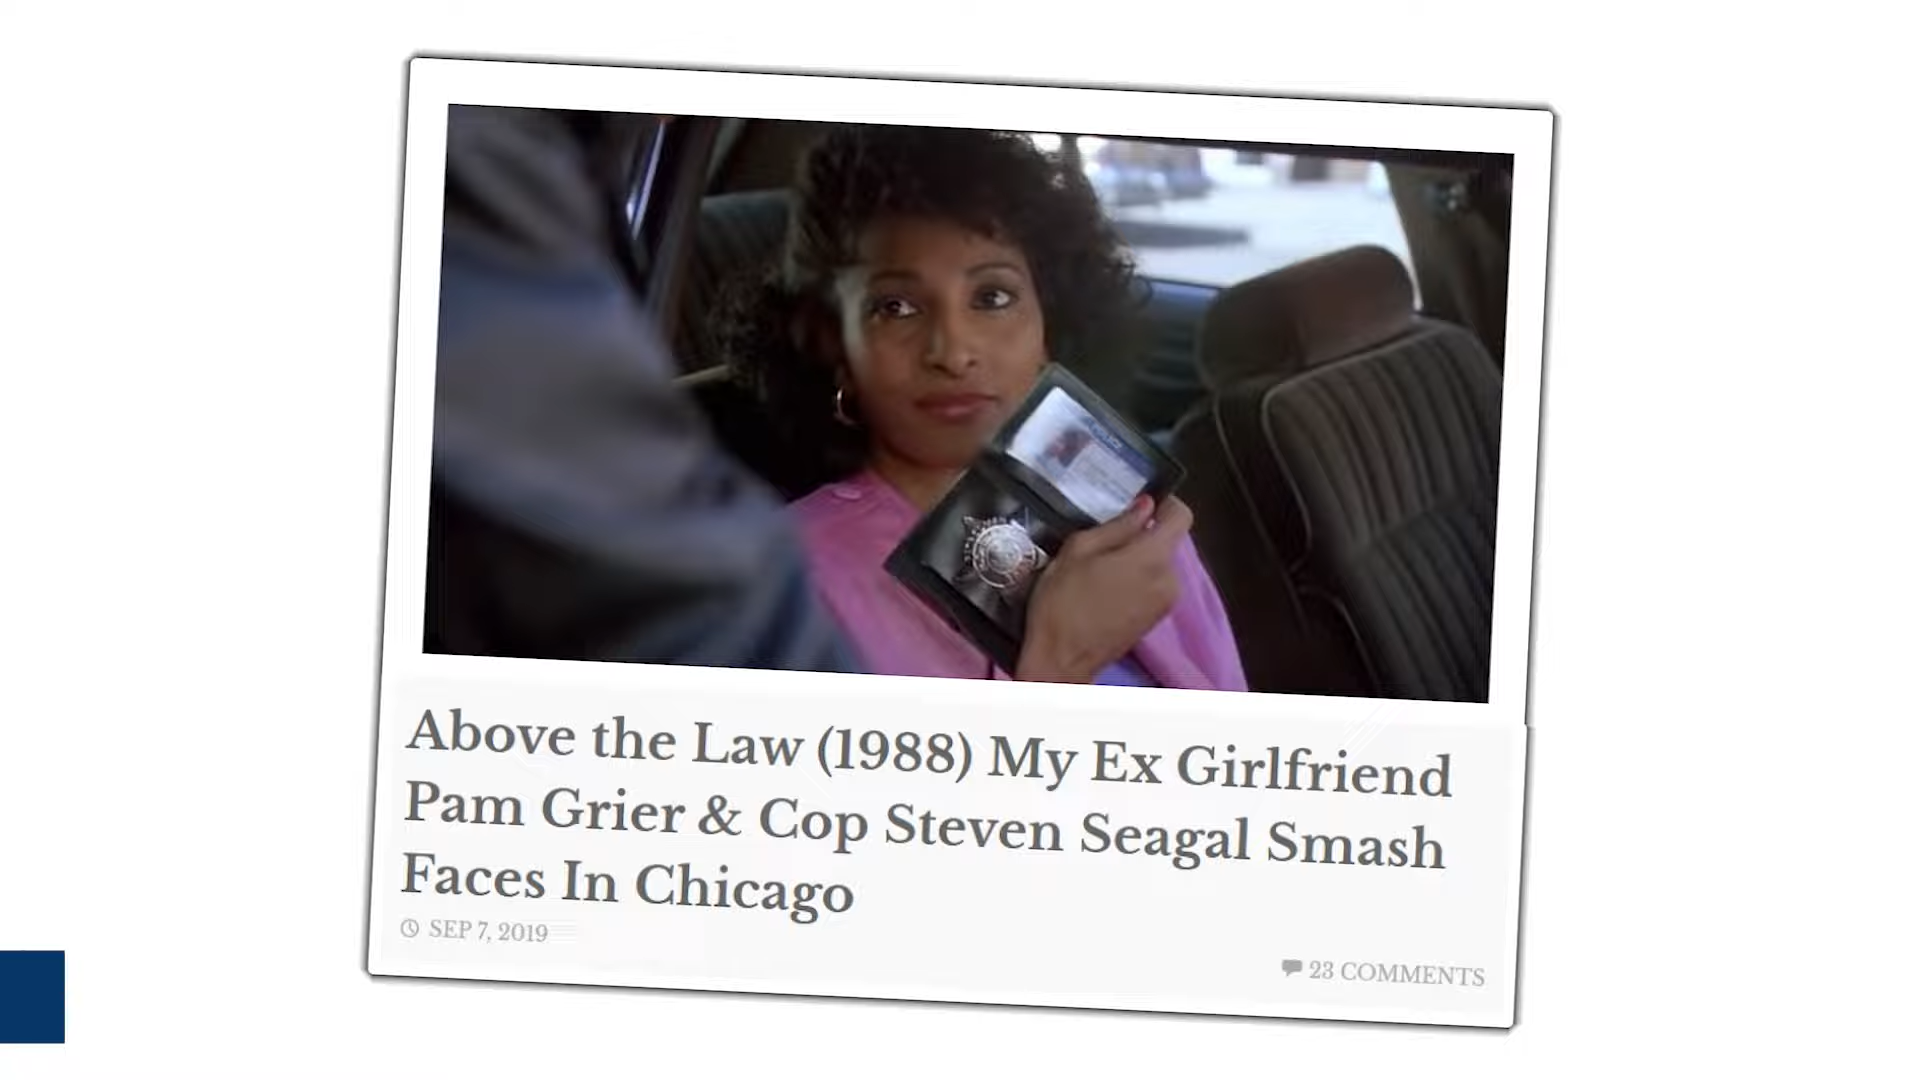 Above the Law (1988) My Ex Girlfriend
Pam Grier & Cop Steven Seagal Smash
Faces In Chicago
SEP 7, 2019
23 COMMENTS